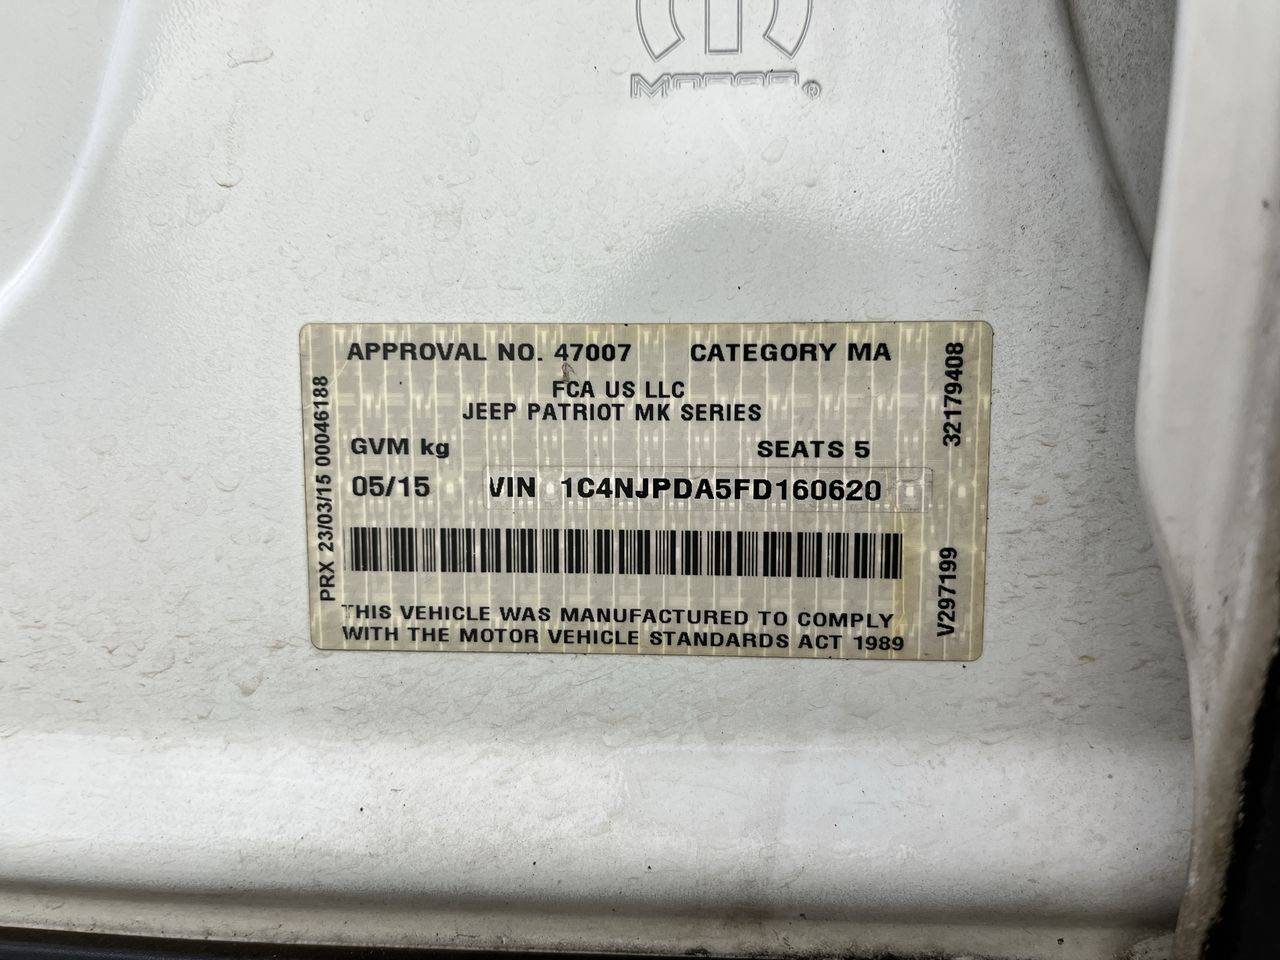 MOPAR®
APPROVAL NO. 47007 CATEGORY MA
FCA US LLC
JEEP PATRIOT MK SERIES
GVM kg SEATS 5
05/15 VIN 1C4NJPDA5FD160620
THIS VEHICLE WAS MANUFACTURED TO COMPLY
WITH THE MOTOR VEHICLE STANDARDS ACT 1989
PRX 23/03/15 00046188
32179408
V297199